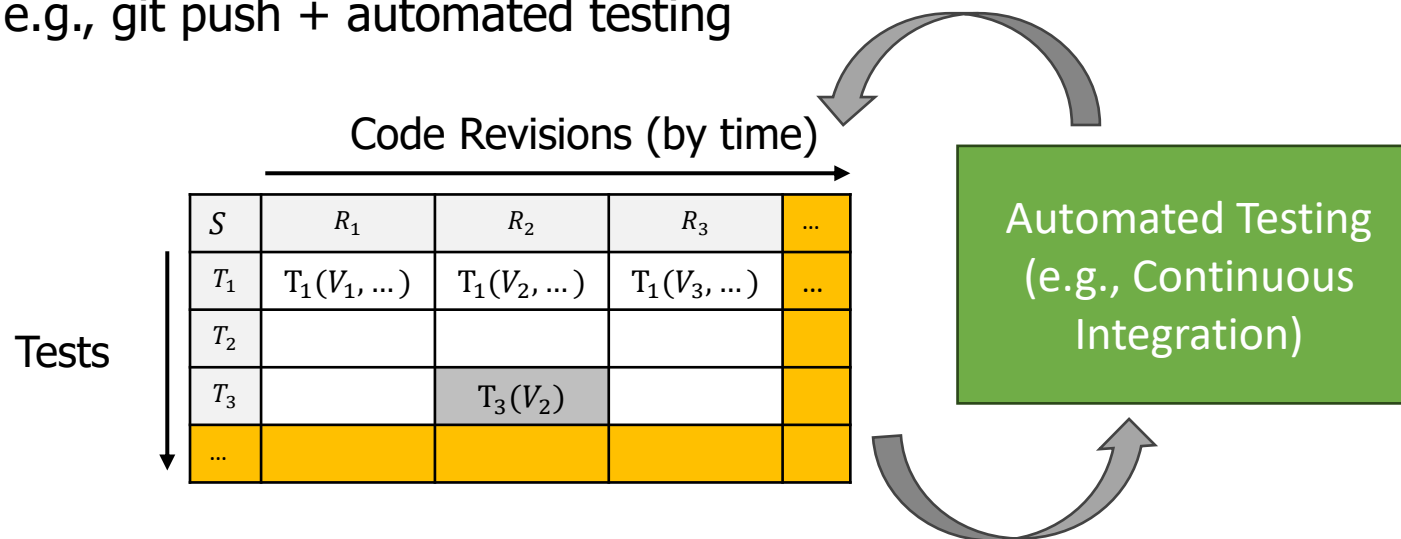 e.g., git push + automated testing
Code Revisions (by time)
S R₁ R₂ R₃ ...
T₁ T₁(V₁, … ) T₁(V₂, … ) T₁(V₃, … ) ...
T₂
Tests
T₃ T₃(V₂)
...
Automated Testing
(e.g., Continuous
Integration)